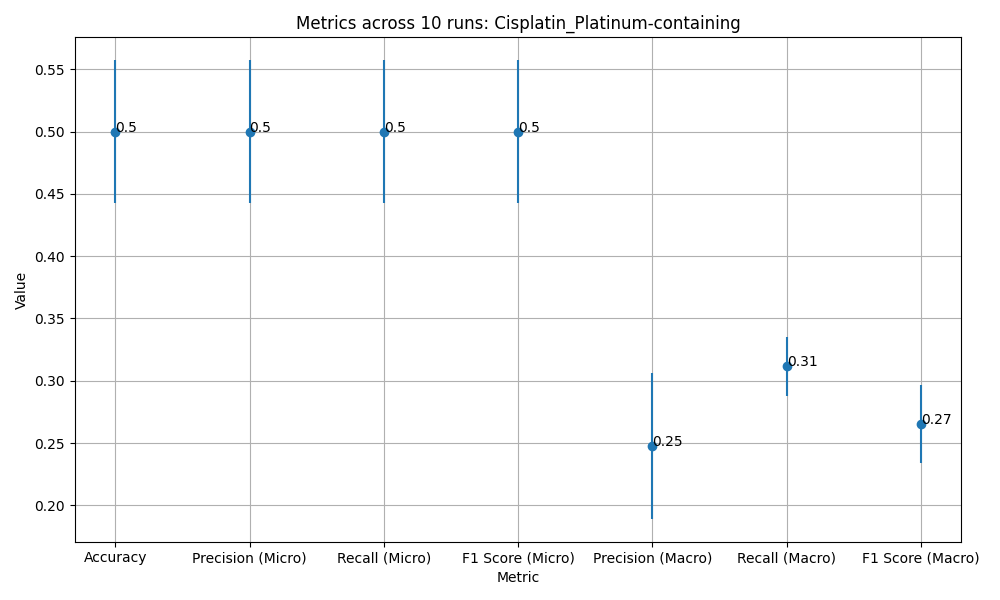 Metrics across 10 runs: Cisplatin_Platinum-containing
0.55
0.50
0.45
0.40
0.35
0.30
0.25
0.20
Value
0.5
0.5
0.5
0.5
0.25
0.31
0.27
Accuracy
Precision (Micro)
Recall (Micro)
F1 Score (Micro)
Precision (Macro)
Recall (Macro)
F1 Score (Macro)
Metric